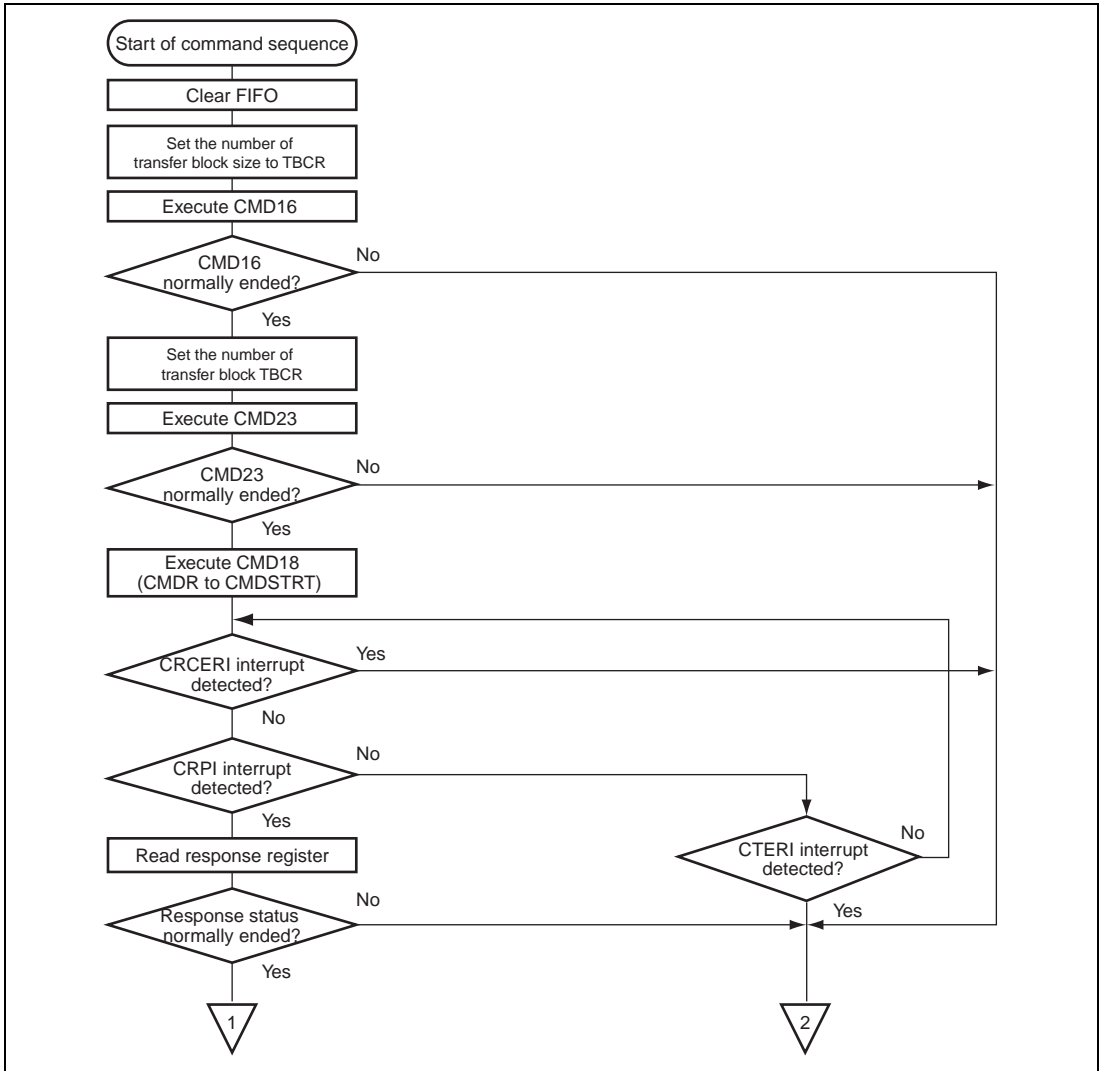 Start of command sequence
Clear FIFO
Set the number of
transfer block size to TBCR
Execute CMD16
CMD16
normally ended?
No
Yes
Set the number of
transfer block TBCR
Execute CMD23
CMD23
normally ended?
No
Yes
Execute CMD18
(CMDR to CMDSTRT)
CRCERI interrupt
detected?
Yes
No
CRPI interrupt
detected?
No
Yes
CTERI interrupt
detected?
No
Yes
Read response register
Response status
normally ended?
No
Yes
1
2